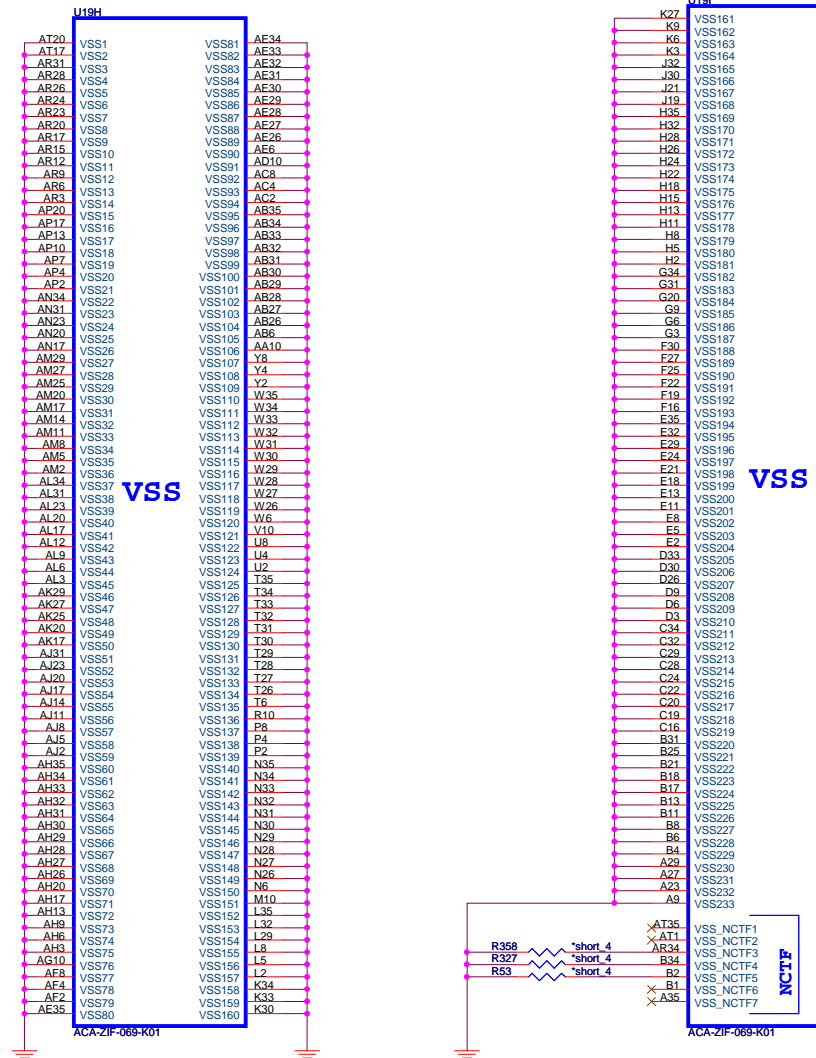 U19H
AT20 VSS1 VSS81 AE34
AT17 VSS2 VSS82 AE33
AR31 VSS3 VSS83 AE32
AR28 VSS4 VSS84 AE31
AR26 VSS5 VSS85 AE30
AR24 VSS6 VSS86 AE29
AR23 VSS7 VSS87 AE28
AR20 VSS8 VSS88 AE27
AR17 VSS9 VSS89 AE26
AR15 VSS10 VSS90 AE6
AR12 VSS11 VSS91 AD10
AR9 VSS12 VSS92 AC8
AR6 VSS13 VSS93 AC4
AR3 VSS14 VSS94 AC2
AP20 VSS15 VSS95 AB35
AP17 VSS16 VSS96 AB34
AP13 VSS17 VSS97 AB33
AP10 VSS18 VSS98 AB32
AP7 VSS19 VSS99 AB31
AP4 VSS20 VSS100 AB30
AP2 VSS21 VSS101 AB29
AN34 VSS22 VSS102 AB28
AN31 VSS23 VSS103 AB27
AN23 VSS24 VSS104 AB26
AN20 VSS25 VSS105 AB6
AN17 VSS26 VSS106 AA10
AM29 VSS27 VSS107 Y8
AM27 VSS28 VSS108 Y4
AM25 VSS29 VSS109 Y2
AM20 VSS30 VSS110 W35
AM17 VSS31 VSS111 W34
AM14 VSS32 VSS112 W33
AM11 VSS33 VSS113 W32
AM8 VSS34 VSS114 W31
AM5 VSS35 VSS115 W30
AM2 VSS36 VSS116 W29
AL34 VSS37 VSS117 W28
AL31 VSS38 VSS118 W27
VSS
AL23 VSS39 VSS119 W26
AL20 VSS40 VSS120 W6
AL17 VSS41 VSS121 V10
AL12 VSS42 VSS122 U8
AL9 VSS43 VSS123 U4
AL6 VSS44 VSS124 U2
AL3 VSS45 VSS125 T35
AK29 VSS46 VSS126 T34
AK27 VSS47 VSS127 T33
AK25 VSS48 VSS128 T32
AK20 VSS49 VSS129 T31
AK17 VSS50 VSS130 T30
AJ31 VSS51 VSS131 T29
AJ23 VSS52 VSS132 T28
AJ20 VSS53 VSS133 T27
AJ17 VSS54 VSS134 T26
AJ14 VSS55 VSS135 T6
AJ11 VSS56 VSS136 R10
AJ8 VSS57 VSS137 P8
AJ5 VSS58 VSS138 P4
AJ2 VSS59 VSS139 P2
AH35 VSS60 VSS140 N35
AH34 VSS61 VSS141 N34
AH33 VSS62 VSS142 N33
AH32 VSS63 VSS143 N32
AH31 VSS64 VSS144 N31
AH30 VSS65 VSS145 N30
AH29 VSS66 VSS146 N29
AH28 VSS67 VSS147 N28
AH27 VSS68 VSS148 N27
AH26 VSS69 VSS149 N26
AH20 VSS70 VSS150 N6
AH17 VSS71 VSS151 M10
AH13 VSS72 VSS152 L35
AH9 VSS73 VSS153 L32
AH6 VSS74 VSS154 L29
AH3 VSS75 VSS155 L8
AG10 VSS76 VSS156 L5
AF8 VSS77 VSS157 L2
AF4 VSS78 VSS158 K34
AF2 VSS79 VSS159 K33
AE35 VSS80 VSS160 K30
ACA-ZIF-069-K01
U19I
K27 VSS161
K9 VSS162
K6 VSS163
K3 VSS164
J32 VSS165
J30 VSS166
J21 VSS167
J19 VSS168
H35 VSS169
H32 VSS170
H28 VSS171
H26 VSS172
H24 VSS173
H22 VSS174
H18 VSS175
H15 VSS176
H13 VSS177
H11 VSS178
H8 VSS179
H5 VSS180
H2 VSS181
G34 VSS182
G31 VSS183
G20 VSS184
G9 VSS185
G6 VSS186
G3 VSS187
F30 VSS188
F27 VSS189
F25 VSS190
F22 VSS191
F19 VSS192
F16 VSS193
E35 VSS194
E32 VSS195
E29 VSS196
E24 VSS197
E21 VSS198
VSS
E18 VSS199
E13 VSS200
E11 VSS201
E8 VSS202
E5 VSS203
E2 VSS204
D33 VSS205
D30 VSS206
D26 VSS207
D9 VSS208
D6 VSS209
D3 VSS210
C34 VSS211
C32 VSS212
C29 VSS213
C28 VSS214
C24 VSS215
C22 VSS216
C20 VSS217
C19 VSS218
C16 VSS219
B31 VSS220
B25 VSS221
B21 VSS222
B18 VSS223
B17 VSS224
B13 VSS225
B11 VSS226
B8 VSS227
B6 VSS228
B4 VSS229
A29 VSS230
A27 VSS231
A23 VSS232
A9 VSS233
AT35 VSS_NCTF1
AT1 VSS_NCTF2
R358 *short_4 AR34 VSS_NCTF3
R327 *short_4 B34 VSS_NCTF4
R53 *short_4 B2 VSS_NCTF5
B1 VSS_NCTF6
A35 VSS_NCTF7
NCTF
ACA-ZIF-069-K01